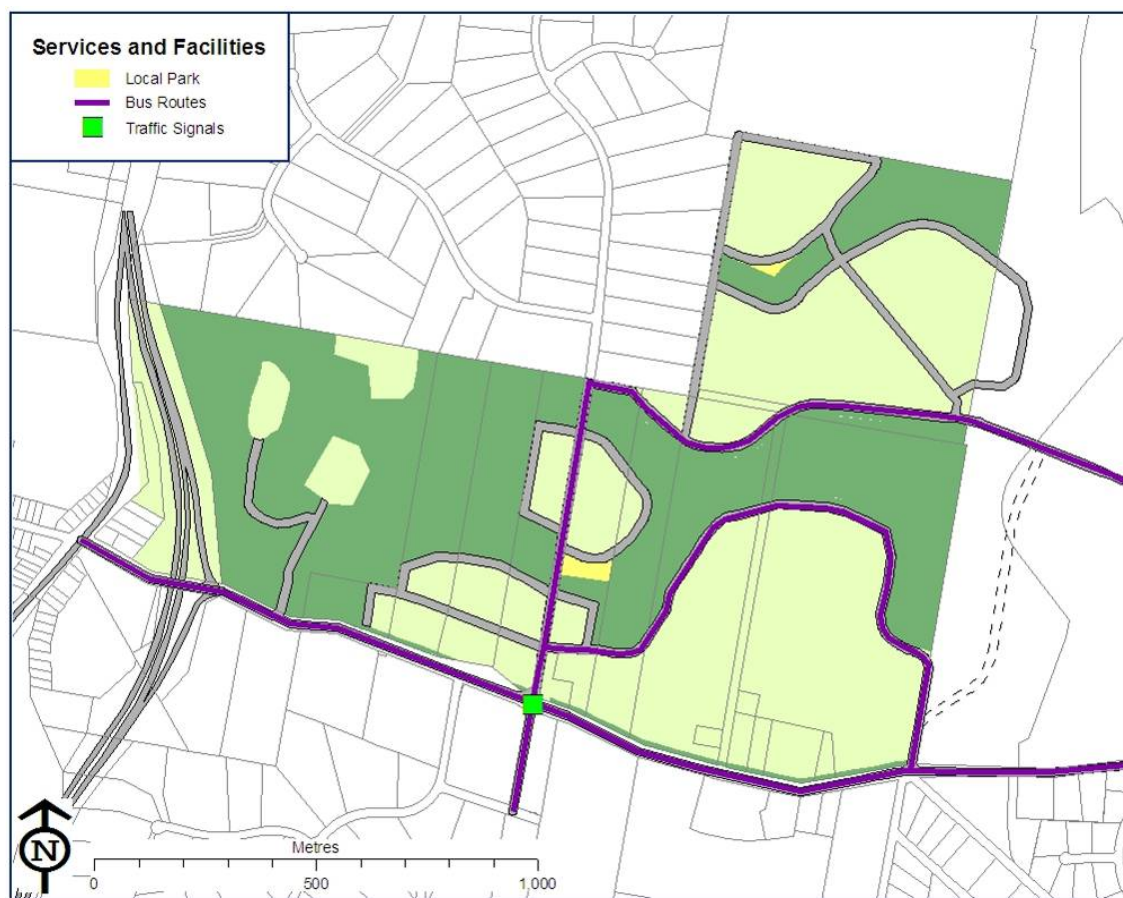 Services and Facilities
Local Park
Bus Routes
Traffic Signals
N
Metres
0 500 1,000